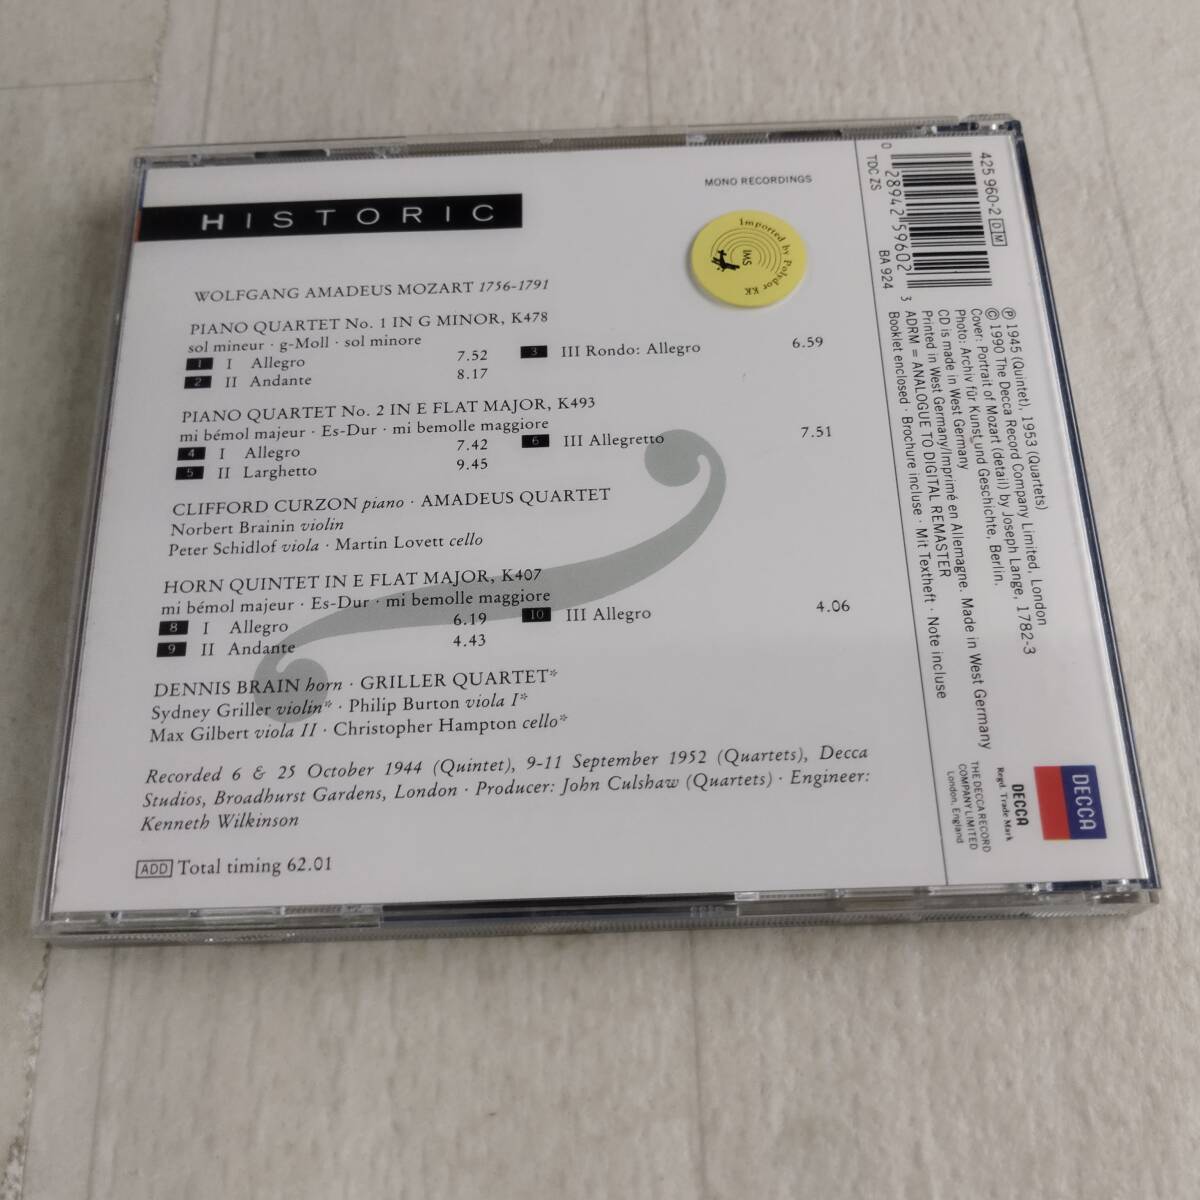 MONO RECORDINGS
HISTORIC
Imported by Polydor KK
IMS
WOLFGANG AMADEUS MOZART 1756-1791
PIANO QUARTET No. 1 IN G MINOR, K478
sol mineur · g-Moll · sol minore
1 I Allegro 7.52 3 III Rondo: Allegro 6.59
2 II Andante 8.17
PIANO QUARTET No. 2 IN E FLAT MAJOR, K493
mi bémol majeur · Es-Dur · mi bemolle maggiore
4 I Allegro 7.42 6 III Allegretto 7.51
5 II Larghetto 9.45
CLIFFORD CURZON piano · AMADEUS QUARTET
Norbert Brainin violin
Peter Schidlof viola · Martin Lovett cello
HORN QUINTET IN E FLAT MAJOR, K407
mi bémol majeur · Es-Dur · mi bemolle maggiore
8 I Allegro 6.19 10 III Allegro 4.06
9 II Andante 4.43
DENNIS BRAIN horn · GRILLER QUARTET*
Sydney Griller violin* · Philip Burton viola I*
Max Gilbert viola II · Christopher Hampton cello*
Recorded 6 & 25 October 1944 (Quintet), 9-11 September 1952 (Quartets), Decca
Studios, Broadhurst Gardens, London · Producer: John Culshaw (Quartets) · Engineer:
Kenneth Wilkinson
ADD Total timing 62.01
425 960-2 DM
0 28942 59602 3
TDC ZS
BA 924
℗ 1945 (Quintet), 1953 (Quartets)
© 1990 The Decca Record Company Limited, London
Cover: Portrait of Mozart (detail) by Joseph Lange, 1782-3
Photo: Archiv für Kunst und Geschichte, Berlin.
CD is made in West Germany
Printed in West Germany/Imprimé en Allemagne. Made in West Germany
ADRM = ANALOGUE TO DIGITAL REMASTER
Booklet enclosed · Brochure incluse · Mit Textheft · Note incluse
DECCA
DECCA
Regd. Trade Mark
THE DECCA RECORD
COMPANY LIMITED
London, England